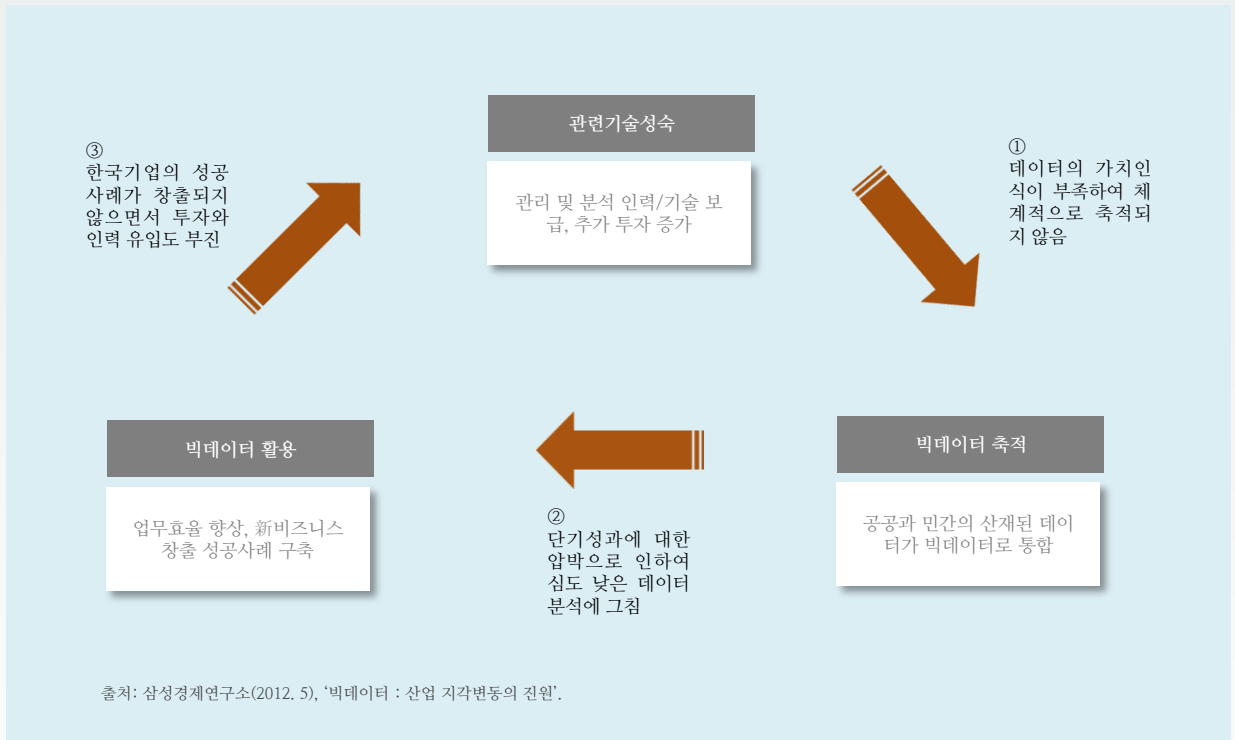 관련기술성숙
관리 및 분석 인력/기술 보
급, 추가 투자 증가
①
데이터의 가치인
식이 부족하여 체
계적으로 축적되
지 않음
빅데이터 축적
공공과 민간의 산재된 데이
터가 빅데이터로 통합
②
단기성과에 대한
압박으로 인하여
심도 낮은 데이터
분석에 그침
빅데이터 활용
업무효율 향상, 新비즈니스
창출 성공사례 구축
③
한국기업의 성공
사례가 창출되지
않으면서 투자와
인력 유입도 부진
출처: 삼성경제연구소(2012. 5), ‘빅데이터 : 산업 지각변동의 진원’.